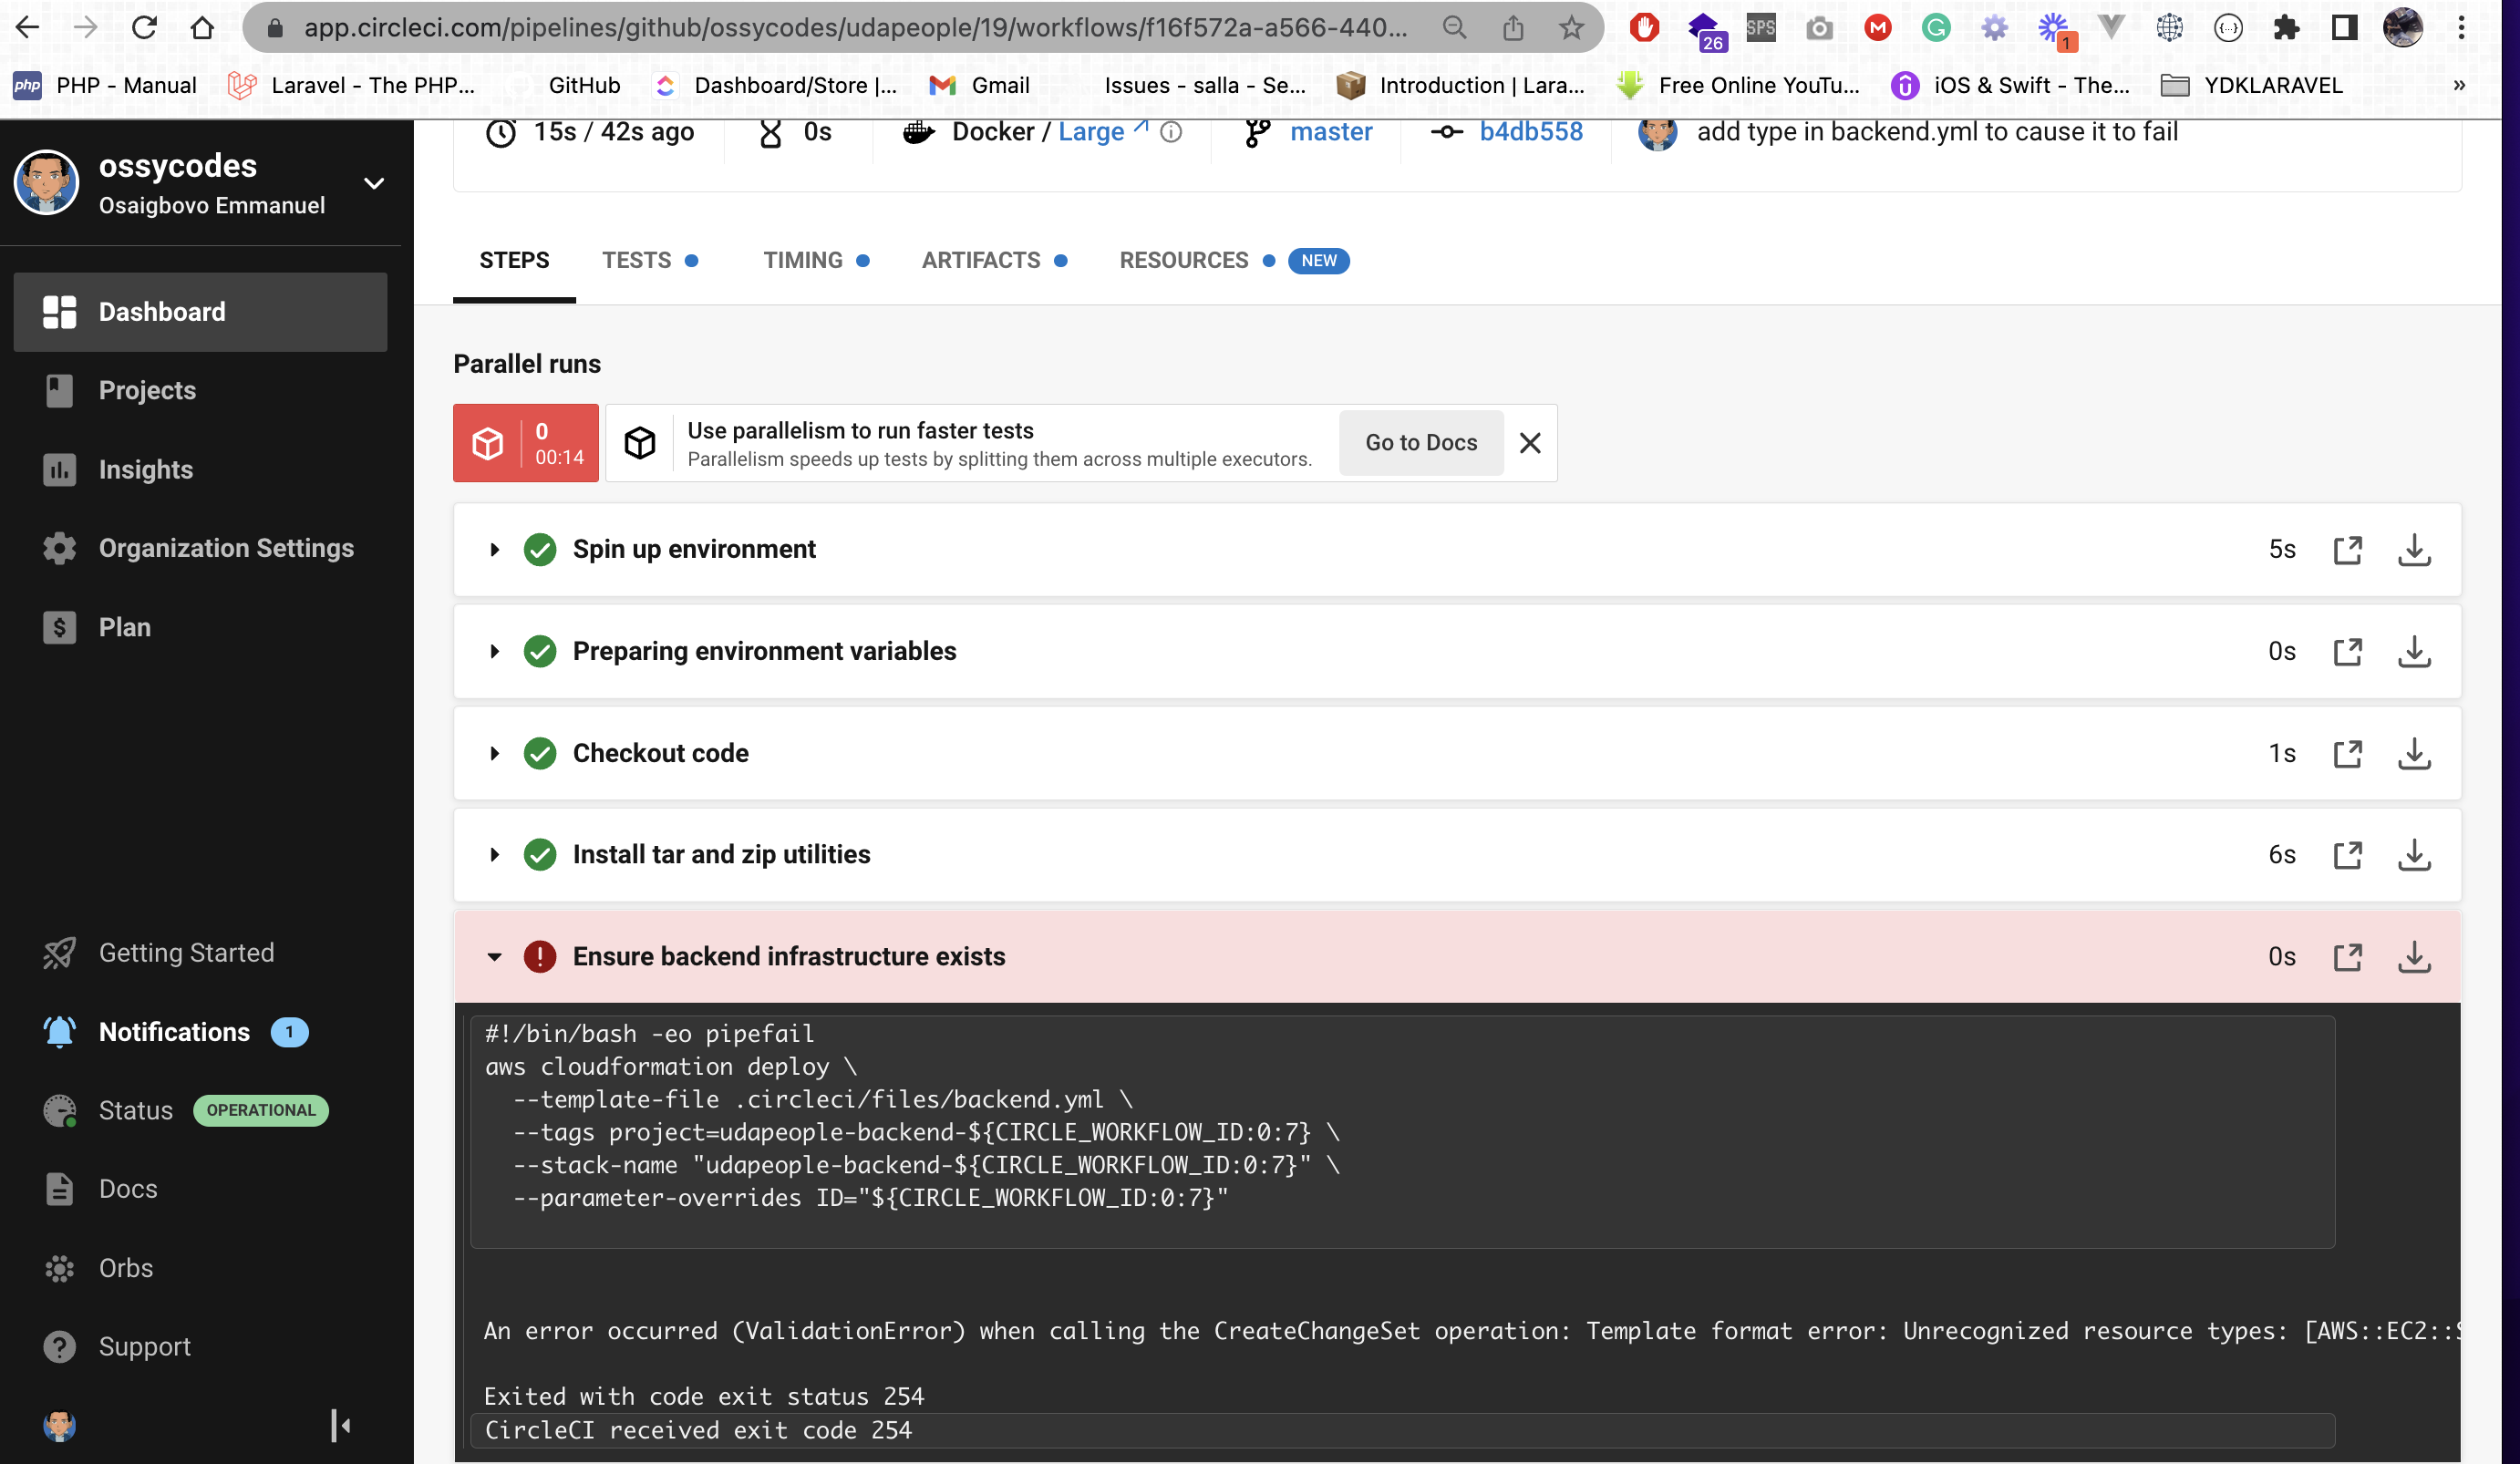 app.circleci.com/pipelines/github/ossycodes/udapeople/19/workflows/f16f572a-a566-440...
26
SPS
M
G
1
{...}
php PHP - Manual
Laravel - The PHP...
GitHub
Dashboard/Store |...
Gmail
Issues - salla - Se...
Introduction | Lara...
Free Online YouTu...
iOS & Swift - The...
YDKLARAVEL
»
ossycodes
Osaigbovo Emmanuel
Dashboard
Projects
Insights
Organization Settings
Plan
Getting Started
Notifications 1
Status OPERATIONAL
Docs
Orbs
Support
15s / 42s ago
0s
Docker / Large
master
b4db558
add type in backend.yml to cause it to fail
STEPS
TESTS
TIMING
ARTIFACTS
RESOURCES NEW
Parallel runs
0
00:14
Use parallelism to run faster tests
Parallelism speeds up tests by splitting them across multiple executors.
Go to Docs
Spin up environment 5s
Preparing environment variables 0s
Checkout code 1s
Install tar and zip utilities 6s
Ensure backend infrastructure exists 0s
#!/bin/bash -eo pipefail
aws cloudformation deploy \
--template-file .circleci/files/backend.yml \
--tags project=udapeople-backend-${CIRCLE_WORKFLOW_ID:0:7} \
--stack-name "udapeople-backend-${CIRCLE_WORKFLOW_ID:0:7}" \
--parameter-overrides ID="${CIRCLE_WORKFLOW_ID:0:7}"
An error occurred (ValidationError) when calling the CreateChangeSet operation: Template format error: Unrecognized resource types: [AWS::EC2::S
Exited with code exit status 254
CircleCI received exit code 254